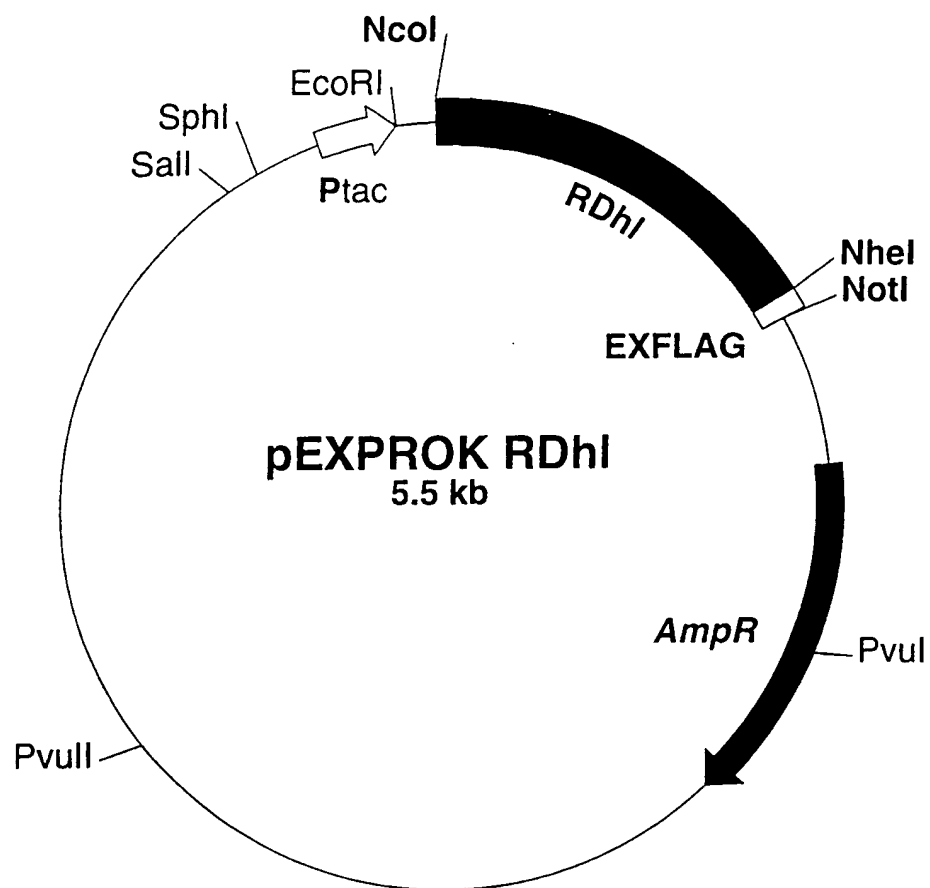 NcoI
EcoRI
SphI
SalI
Ptac
RDhI
NheI
NotI
EXFLAG
pEXPROK RDhI
5.5 kb
AmpR
PvuI
PvuII